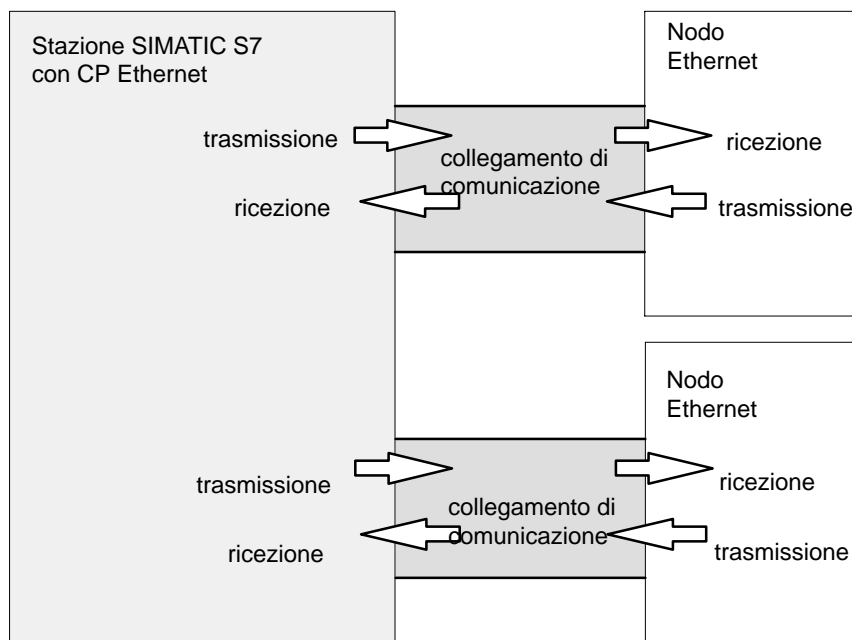 Stazione SIMATIC S7
con CP Ethernet
Nodo
Ethernet
trasmissione
collegamento di
comunicazione
ricezione
ricezione
trasmissione
Nodo
Ethernet
trasmissione
collegamento di
comunicazione
ricezione
ricezione
trasmissione